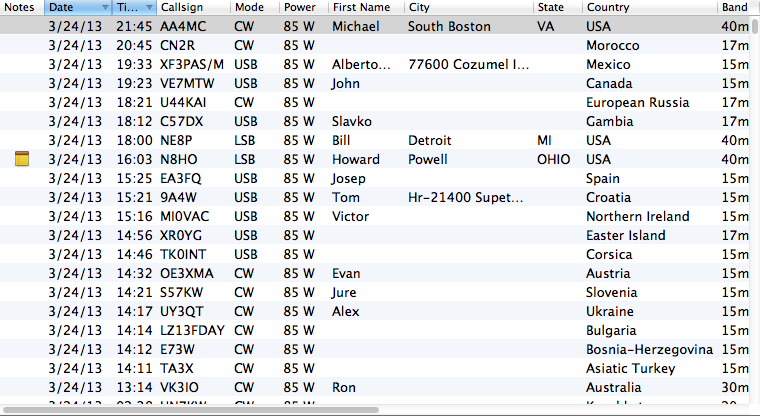 Notes Date Ti... Callsign Mode Power First Name City State Country Band
3/24/13 21:45 AA4MC CW 85 W Michael South Boston VA USA 40m
3/24/13 20:45 CN2R CW 85 W Morocco 17m
3/24/13 19:33 XF3PAS/M USB 85 W Alberto... 77600 Cozumel I... Mexico 15m
3/24/13 19:23 VE7MTW USB 85 W John Canada 15m
3/24/13 18:21 U44KAI CW 85 W European Russia 17m
3/24/13 18:12 C57DX USB 85 W Slavko Gambia 17m
3/24/13 18:00 NE8P LSB 85 W Bill Detroit MI USA 40m
3/24/13 16:03 N8HO LSB 85 W Howard Powell OHIO USA 40m
3/24/13 15:25 EA3FQ USB 85 W Josep Spain 15m
3/24/13 15:21 9A4W USB 85 W Tom Hr-21400 Supet... Croatia 15m
3/24/13 15:16 MI0VAC USB 85 W Victor Northern Ireland 15m
3/24/13 14:56 XR0YG USB 85 W Easter Island 17m
3/24/13 14:46 TK0INT USB 85 W Corsica 15m
3/24/13 14:32 OE3XMA CW 85 W Evan Austria 15m
3/24/13 14:21 S57KW CW 85 W Jure Slovenia 15m
3/24/13 14:17 UY3QT CW 85 W Alex Ukraine 15m
3/24/13 14:14 LZ13FDAY CW 85 W Bulgaria 15m
3/24/13 14:12 E73W CW 85 W Bosnia-Herzegovina 15m
3/24/13 14:11 TA3X CW 85 W Asiatic Turkey 15m
3/24/13 13:14 VK3IO CW 85 W Ron Australia 30m